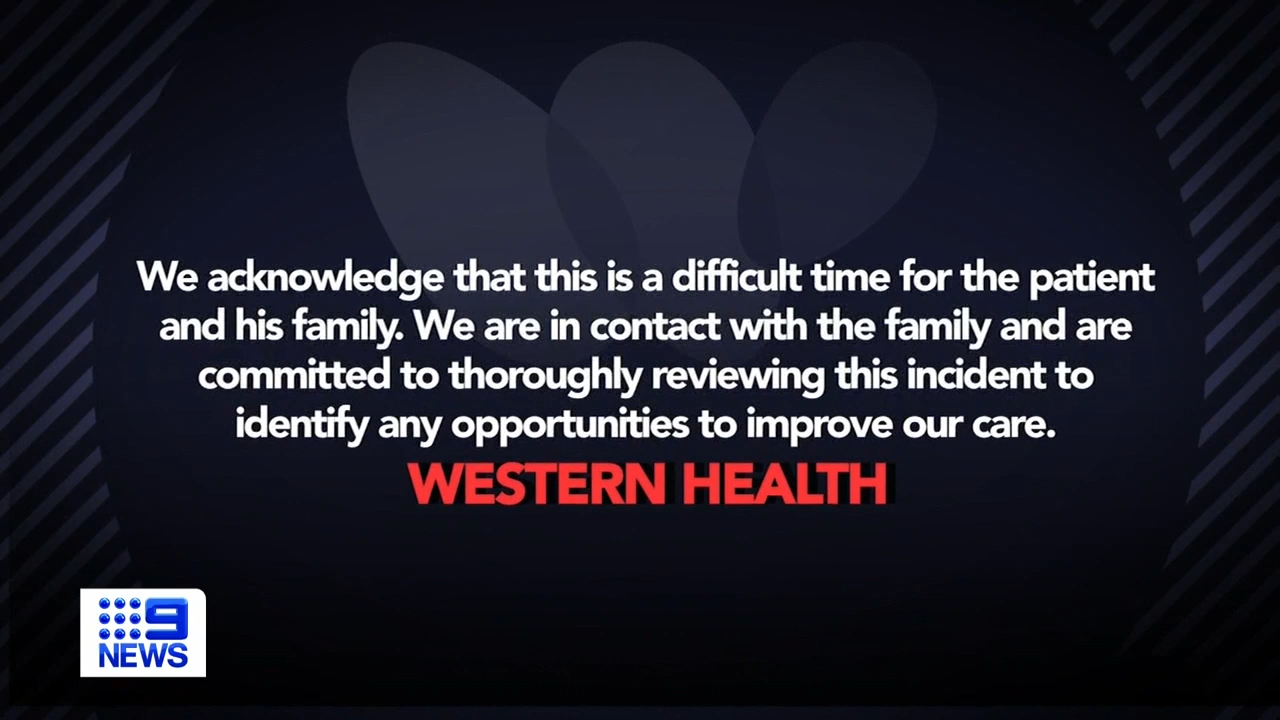 We acknowledge that this is a difficult time for the patient
and his family. We are in contact with the family and are
committed to thoroughly reviewing this incident to
identify any opportunities to improve our care.
WESTERN HEALTH
9
NEWS